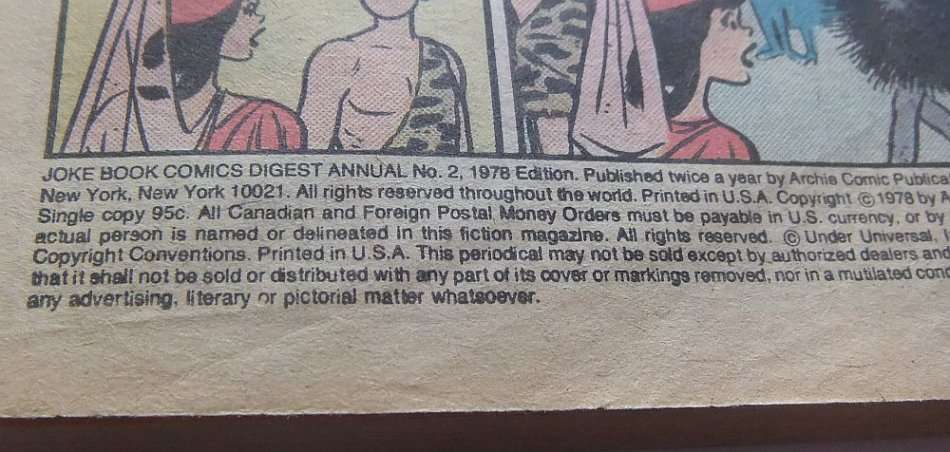 JOKE BOOK COMICS DIGEST ANNUAL No. 2, 1978 Edition. Published twice a year by Archie Comic Publica
New York, New York 10021. All rights reserved throughout the world. Printed in U.S.A. Copyright © 1978 by A
Single copy 95c. All Canadian and Foreign Postal Money Orders must be payable in U.S. currency, or by
actual person is named or delineated in this fiction magazine. All rights reserved. © Under Universal,
Copyright Conventions. Printed in U.S.A. This periodical may not be sold except by authorized dealers and
that it shall not be sold or distributed with any part of its cover or markings removed, nor in a mutilated con
any advertising, literary or pictorial matter whatsoever.